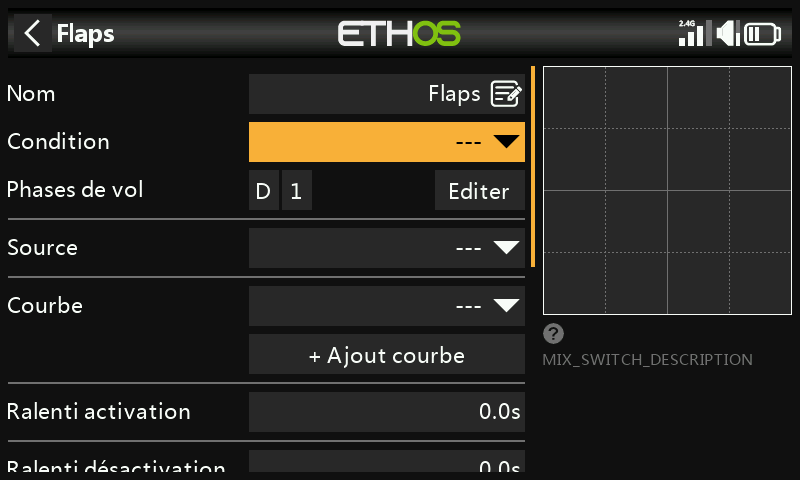 Flaps
ETHOS
2.4G
Nom
Flaps
Condition
---
Phases de vol
D 1
Editer
Source
---
Courbe
---
+ Ajout courbe
Ralenti activation
0.0s
Ralenti désactivation
0.0s
?
MIX_SWITCH_DESCRIPTION